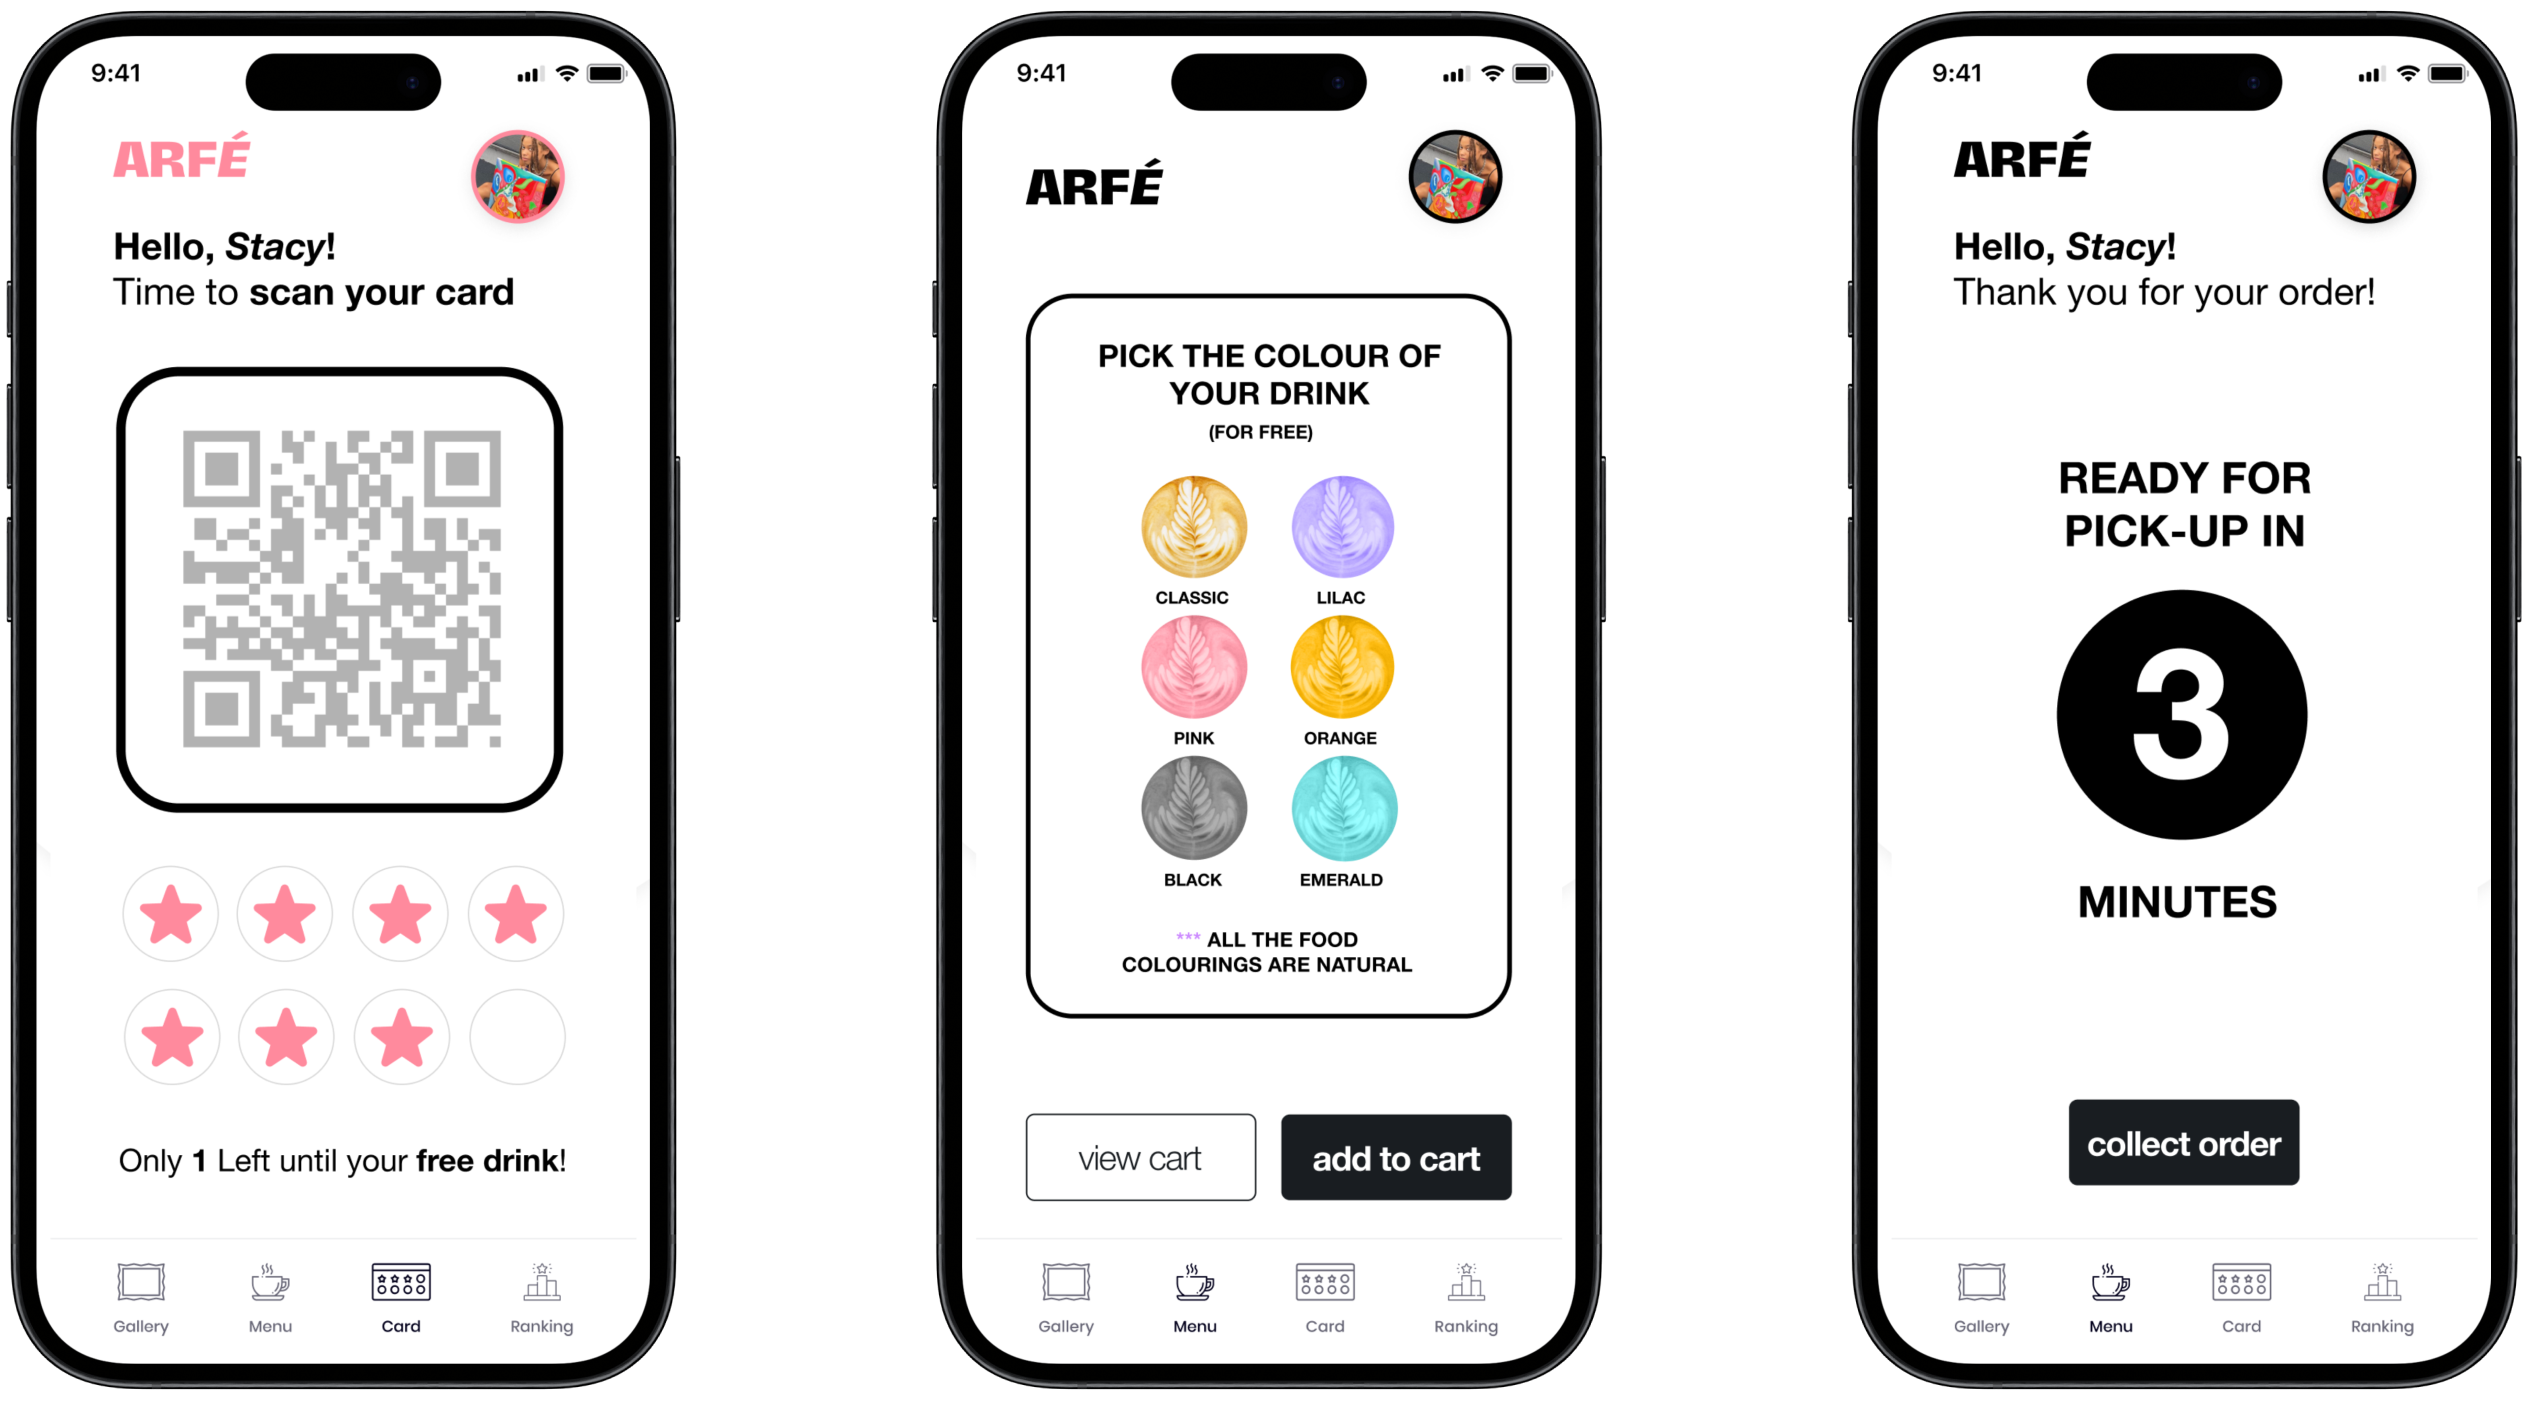 9:41
ARFÉ
Hello, Stacy!
Time to scan your card
Only 1 Left until your free drink!
Gallery
Menu
Card
Ranking
9:41
ARFÉ
PICK THE COLOUR OF
YOUR DRINK
(FOR FREE)
CLASSIC
LILAC
PINK
ORANGE
BLACK
EMERALD
*** ALL THE FOOD
COLOURINGS ARE NATURAL
view cart
add to cart
Gallery
Menu
Card
Ranking
9:41
ARFÉ
Hello, Stacy!
Thank you for your order!
READY FOR
PICK-UP IN
3
MINUTES
collect order
Gallery
Menu
Card
Ranking